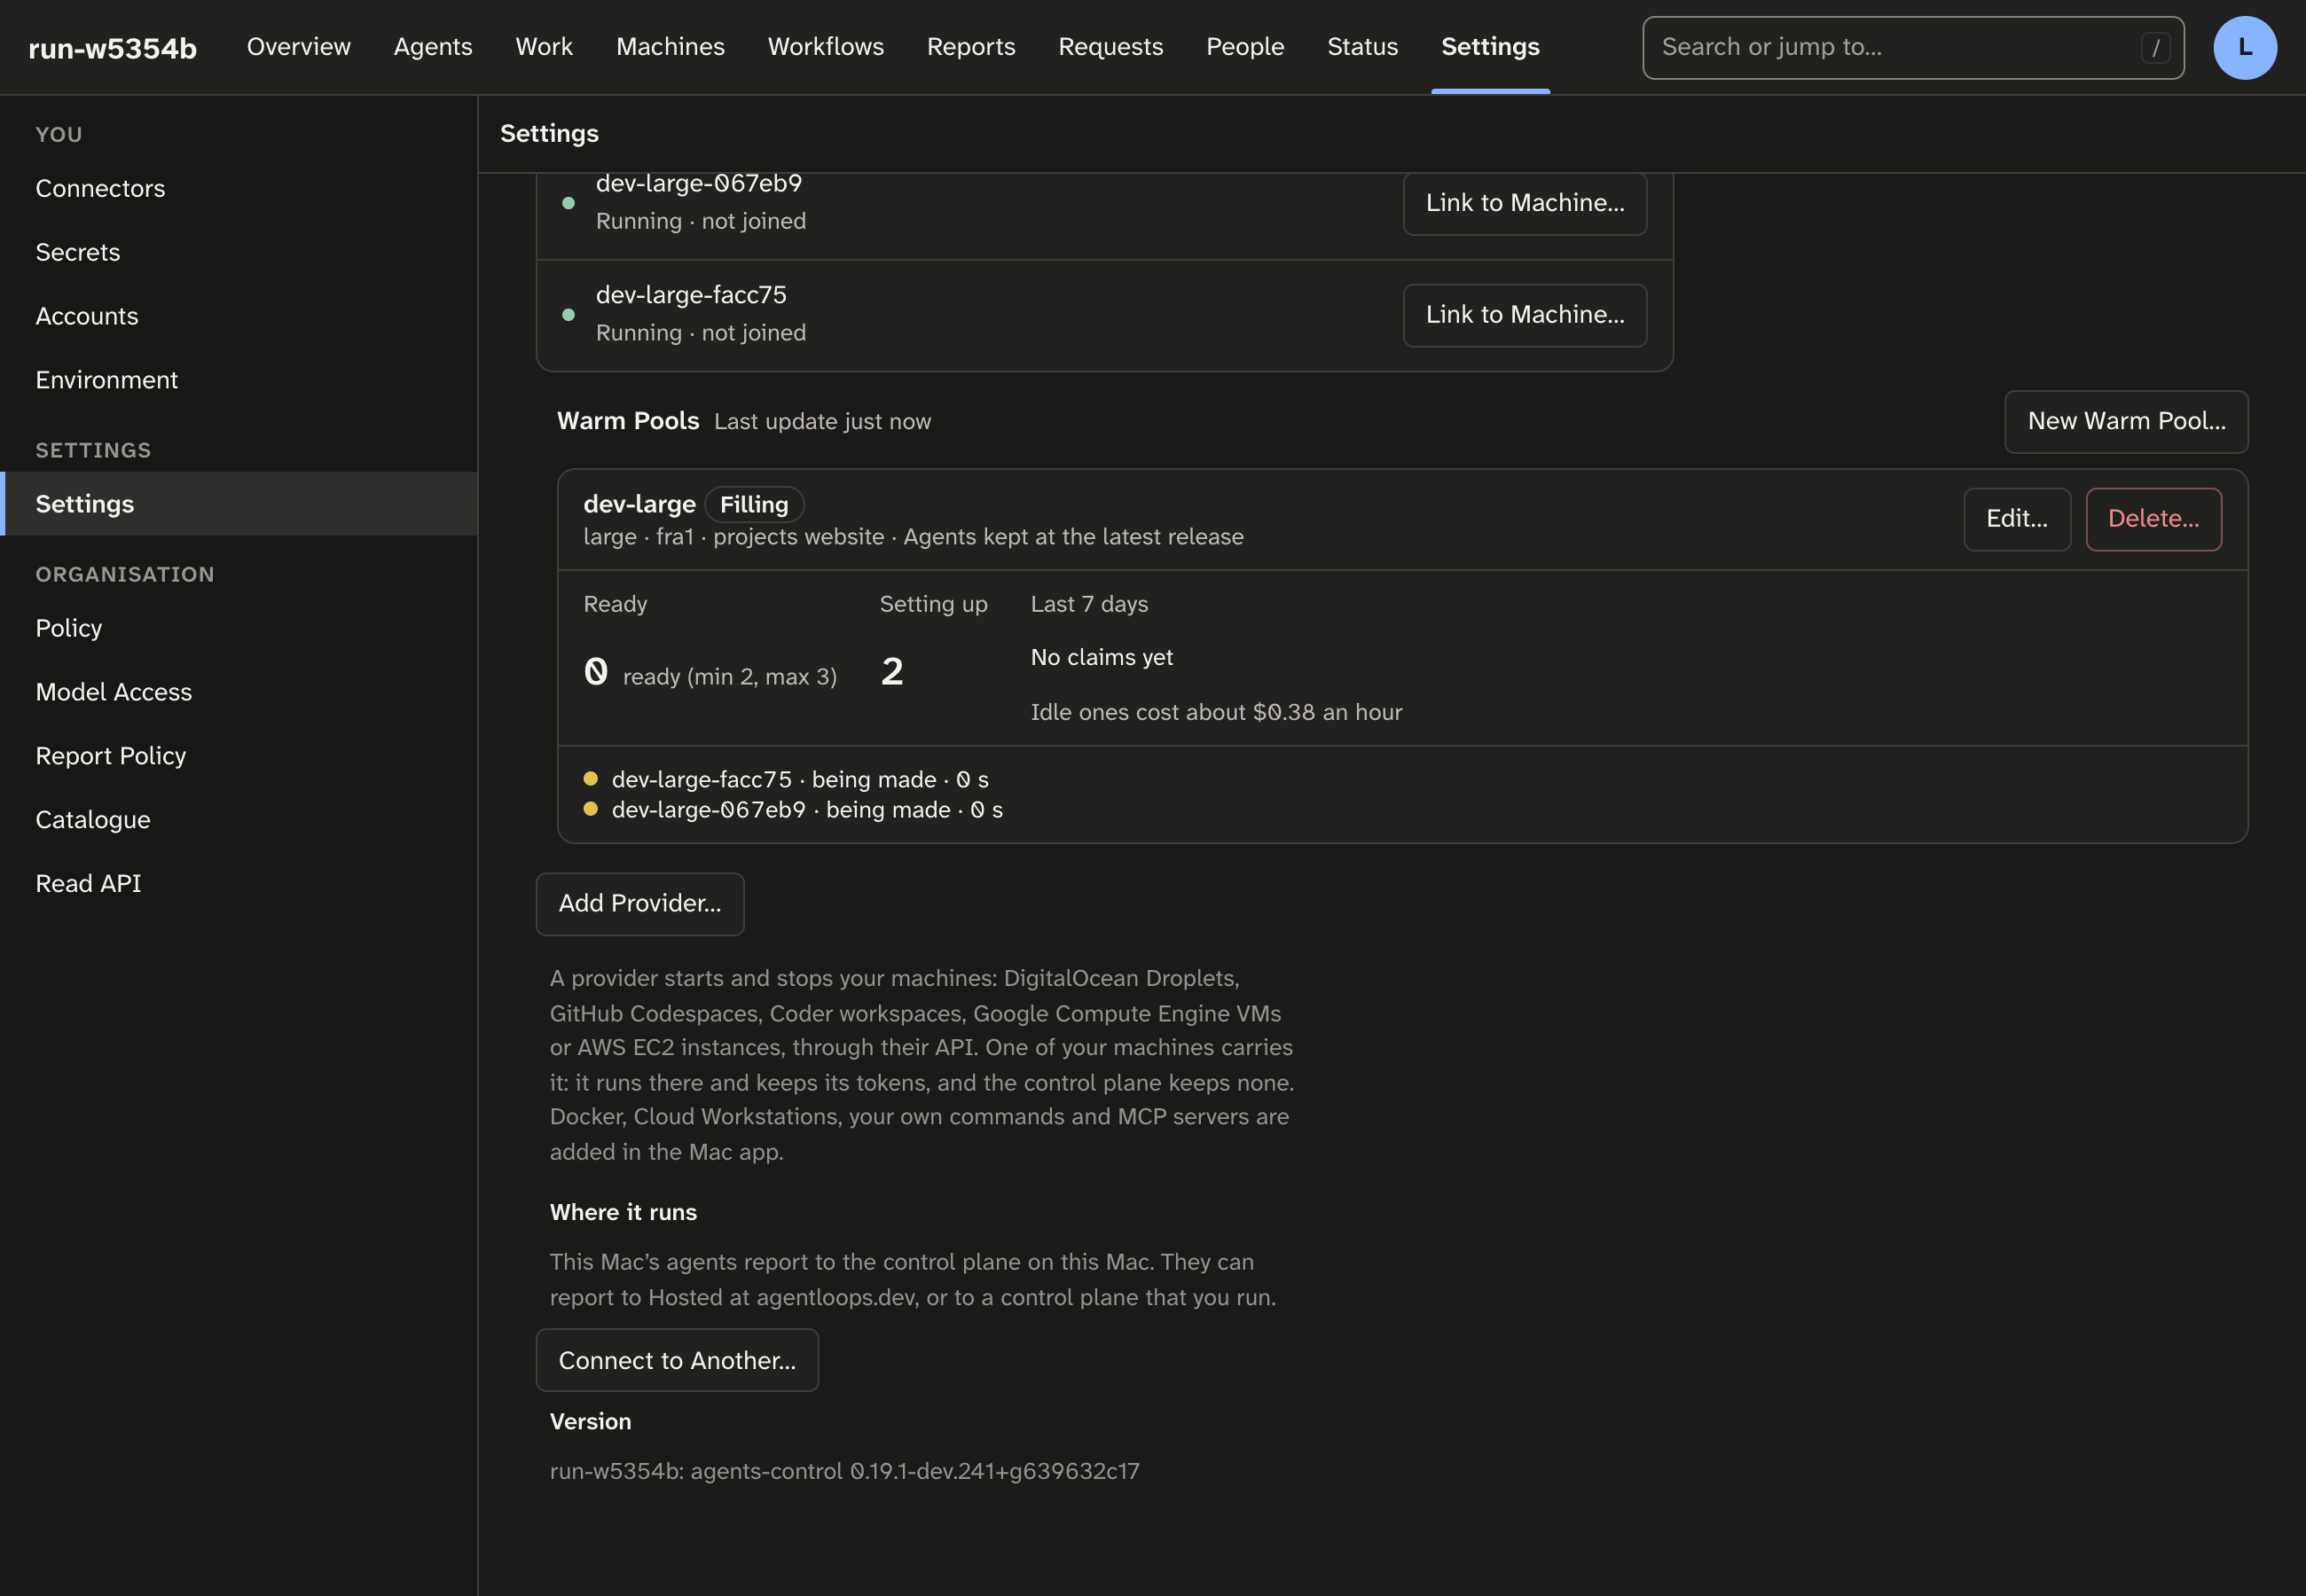 run-w5354b
Overview
Agents
Work
Machines
Workflows
Reports
Requests
People
Status
Settings
Search or jump to...
/
L
YOU
Connectors
Secrets
Accounts
Environment
SETTINGS
Settings
ORGANISATION
Policy
Model Access
Report Policy
Catalogue
Read API
Settings
dev-large-067eb9
Running · not joined
Link to Machine...
dev-large-facc75
Running · not joined
Link to Machine...
Warm Pools Last update just now
New Warm Pool...
dev-large Filling
large · fra1 · projects website · Agents kept at the latest release
Edit...
Delete...
Ready
0 ready (min 2, max 3)
Setting up
2
Last 7 days
No claims yet
Idle ones cost about $0.38 an hour
dev-large-facc75 · being made · 0 s
dev-large-067eb9 · being made · 0 s
Add Provider...
A provider starts and stops your machines: DigitalOcean Droplets,
GitHub Codespaces, Coder workspaces, Google Compute Engine VMs
or AWS EC2 instances, through their API. One of your machines carries
it: it runs there and keeps its tokens, and the control plane keeps none.
Docker, Cloud Workstations, your own commands and MCP servers are
added in the Mac app.
Where it runs
This Mac’s agents report to the control plane on this Mac. They can
report to Hosted at agentloops.dev, or to a control plane that you run.
Connect to Another...
Version
run-w5354b: agents-control 0.19.1-dev.241+g639632c17